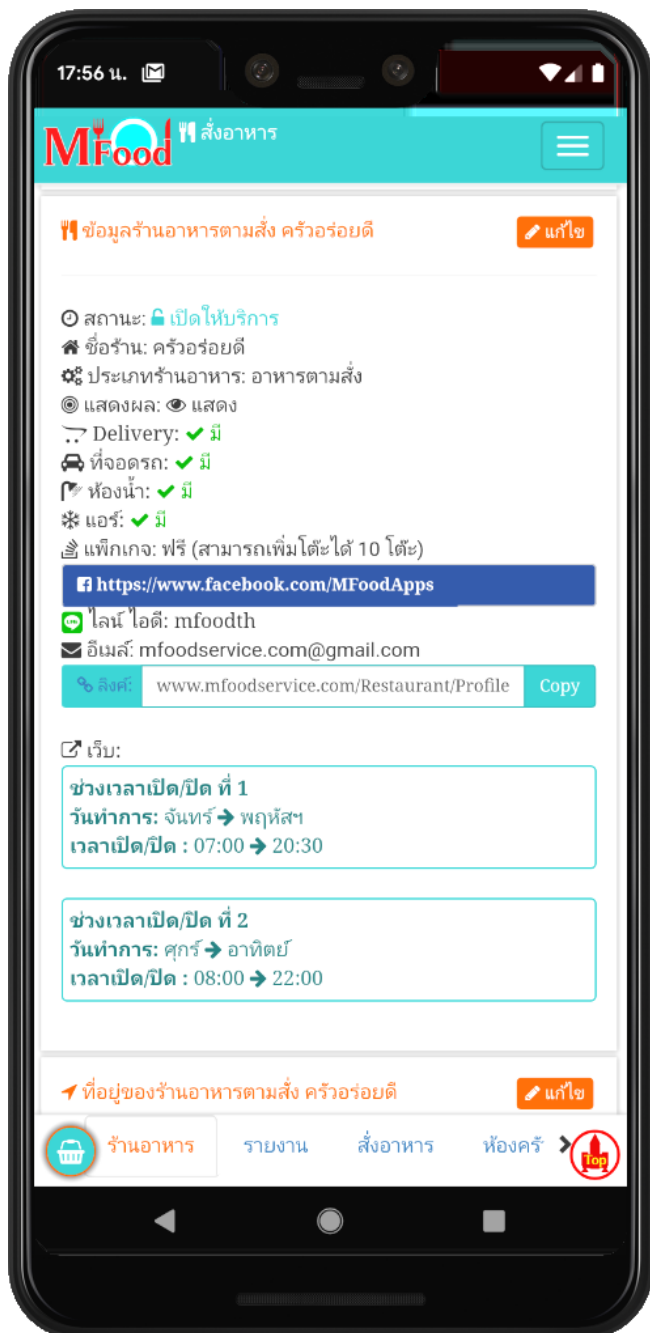 17:56 น.
MFood สั่งอาหาร
ข้อมูลร้านอาหารตามสั่ง ครัวอร่อยดี
แก้ไข
สถานะ: เปิดให้บริการ
ชื่อร้าน: ครัวอร่อยดี
ประเภทร้านอาหาร: อาหารตามสั่ง
แสดงผล: แสดง
Delivery: มี
ที่จอดรถ: มี
ห้องน้ำ: มี
แอร์: มี
แพ็กเกจ: ฟรี (สามารถเพิ่มโต๊ะได้ 10 โต๊ะ)
https://www.facebook.com/MFoodApps
ไลน์ ไอดี: mfoodth
อีเมล์: mfoodservice.com@gmail.com
ลิงค์: www.mfoodservice.com/Restaurant/Profile Copy
เว็บ:
ช่วงเวลาเปิด/ปิด ที่ 1
วันทำการ: จันทร์ ➔ พฤหัสฯ
เวลาเปิด/ปิด : 07:00 ➔ 20:30
ช่วงเวลาเปิด/ปิด ที่ 2
วันทำการ: ศุกร์ ➔ อาทิตย์
เวลาเปิด/ปิด : 08:00 ➔ 22:00
ที่อยู่ของร้านอาหารตามสั่ง ครัวอร่อยดี
แก้ไข
ร้านอาหาร รายงาน สั่งอาหาร ห้องครั
Top